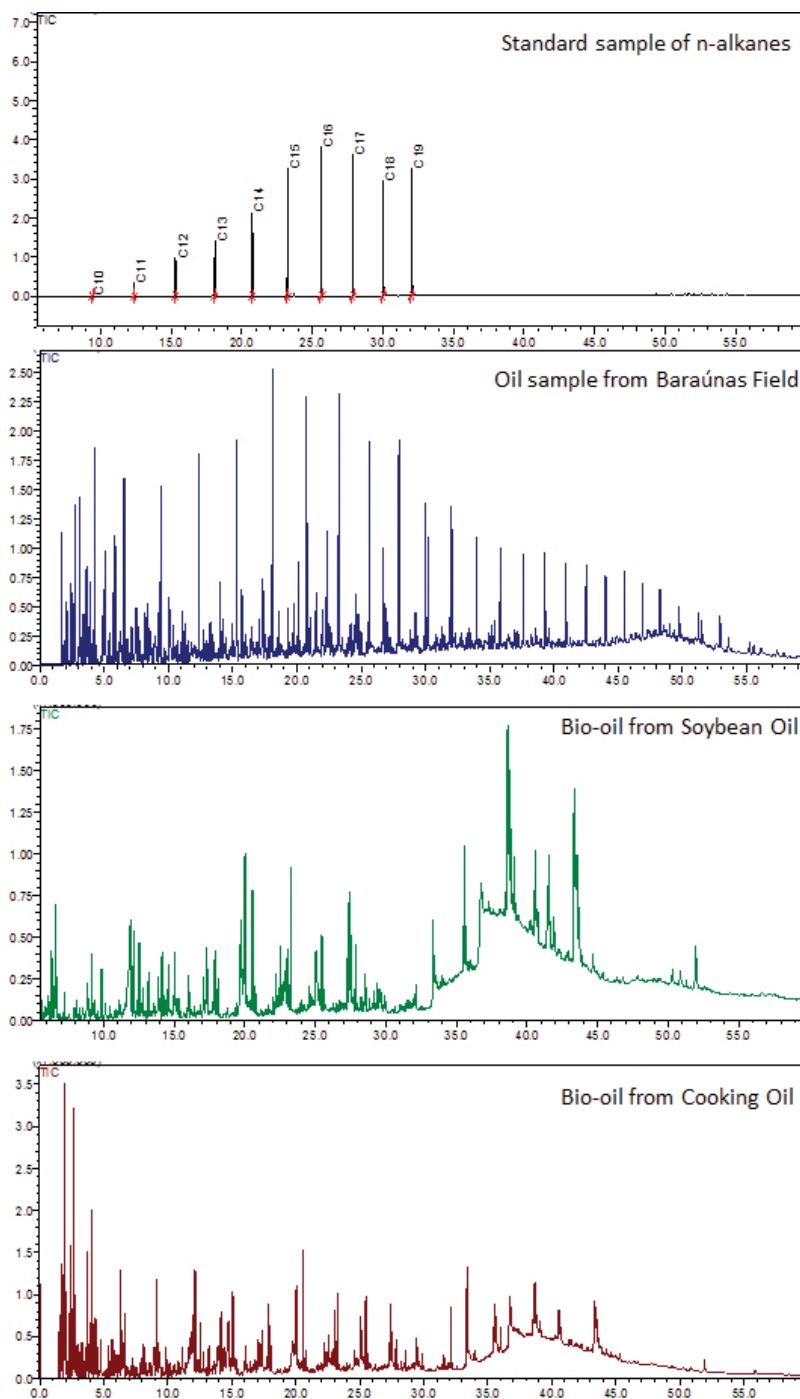 TIC
Standard sample of n-alkanes
7.0
6.0
5.0
4.0
3.0
2.0
1.0
0.0
C10
C11
C12
C13
C14
C15
C16
C17
C18
C19
10.0 15.0 20.0 25.0 30.0 35.0 40.0 45.0 50.0 55.0
TIC
Oil sample from Baraúnas Field
2.50
2.25
2.00
1.75
1.50
1.25
1.00
0.75
0.50
0.25
0.00
0.0 5.0 10.0 15.0 20.0 25.0 30.0 35.0 40.0 45.0 50.0 55.0
TIC
Bio-oil from Soybean Oil
1.75
1.50
1.25
1.00
0.75
0.50
0.25
0.00
10.0 15.0 20.0 25.0 30.0 35.0 40.0 45.0 50.0 55.0
TIC
Bio-oil from Cooking Oil
3.5
3.0
2.5
2.0
1.5
1.0
0.5
0.0
0.0 5.0 10.0 15.0 20.0 25.0 30.0 35.0 40.0 45.0 50.0 55.0